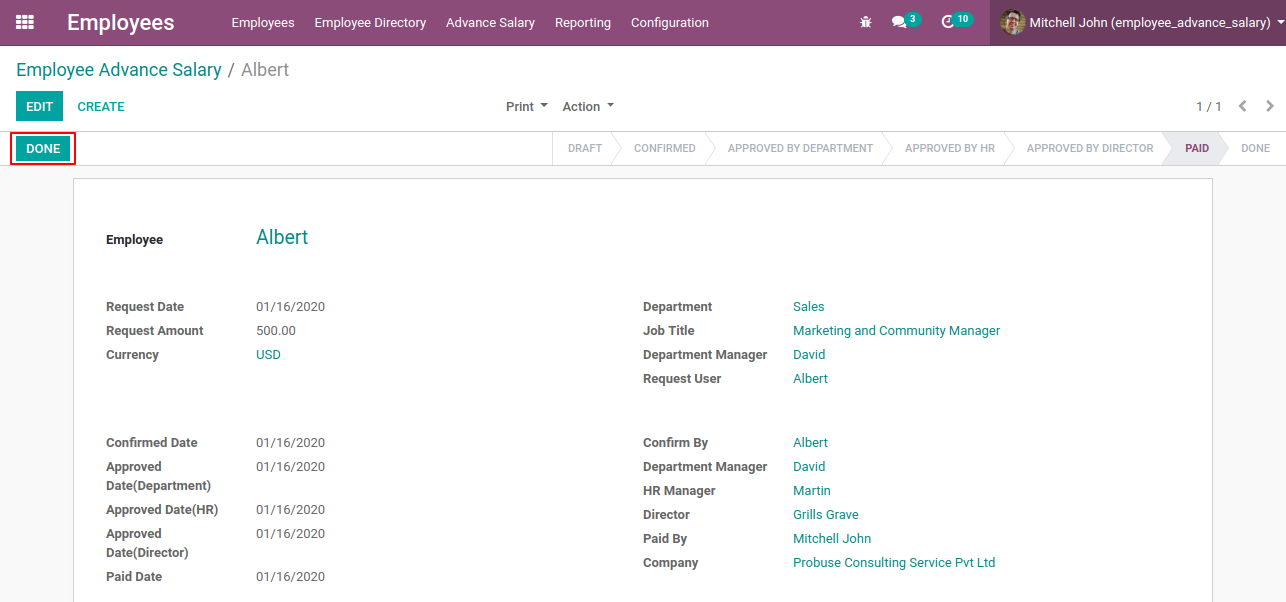 Employees Employees Employee Directory Advance Salary Reporting Configuration 3 10 Mitchell John (employee_advance_salary)
Employee Advance Salary / Albert
EDIT CREATE Print Action 1 / 1
DONE DRAFT CONFIRMED APPROVED BY DEPARTMENT APPROVED BY HR APPROVED BY DIRECTOR PAID DONE
Employee Albert
Request Date 01/16/2020 Department Sales
Request Amount 500.00 Job Title Marketing and Community Manager
Currency USD Department Manager David
Request User Albert
Confirmed Date 01/16/2020 Confirm By Albert
Approved 01/16/2020 Department Manager David
Date(Department) HR Manager Martin
Approved Date(HR) 01/16/2020 Director Grills Grave
Approved 01/16/2020 Paid By Mitchell John
Date(Director) Company Probuse Consulting Service Pvt Ltd
Paid Date 01/16/2020